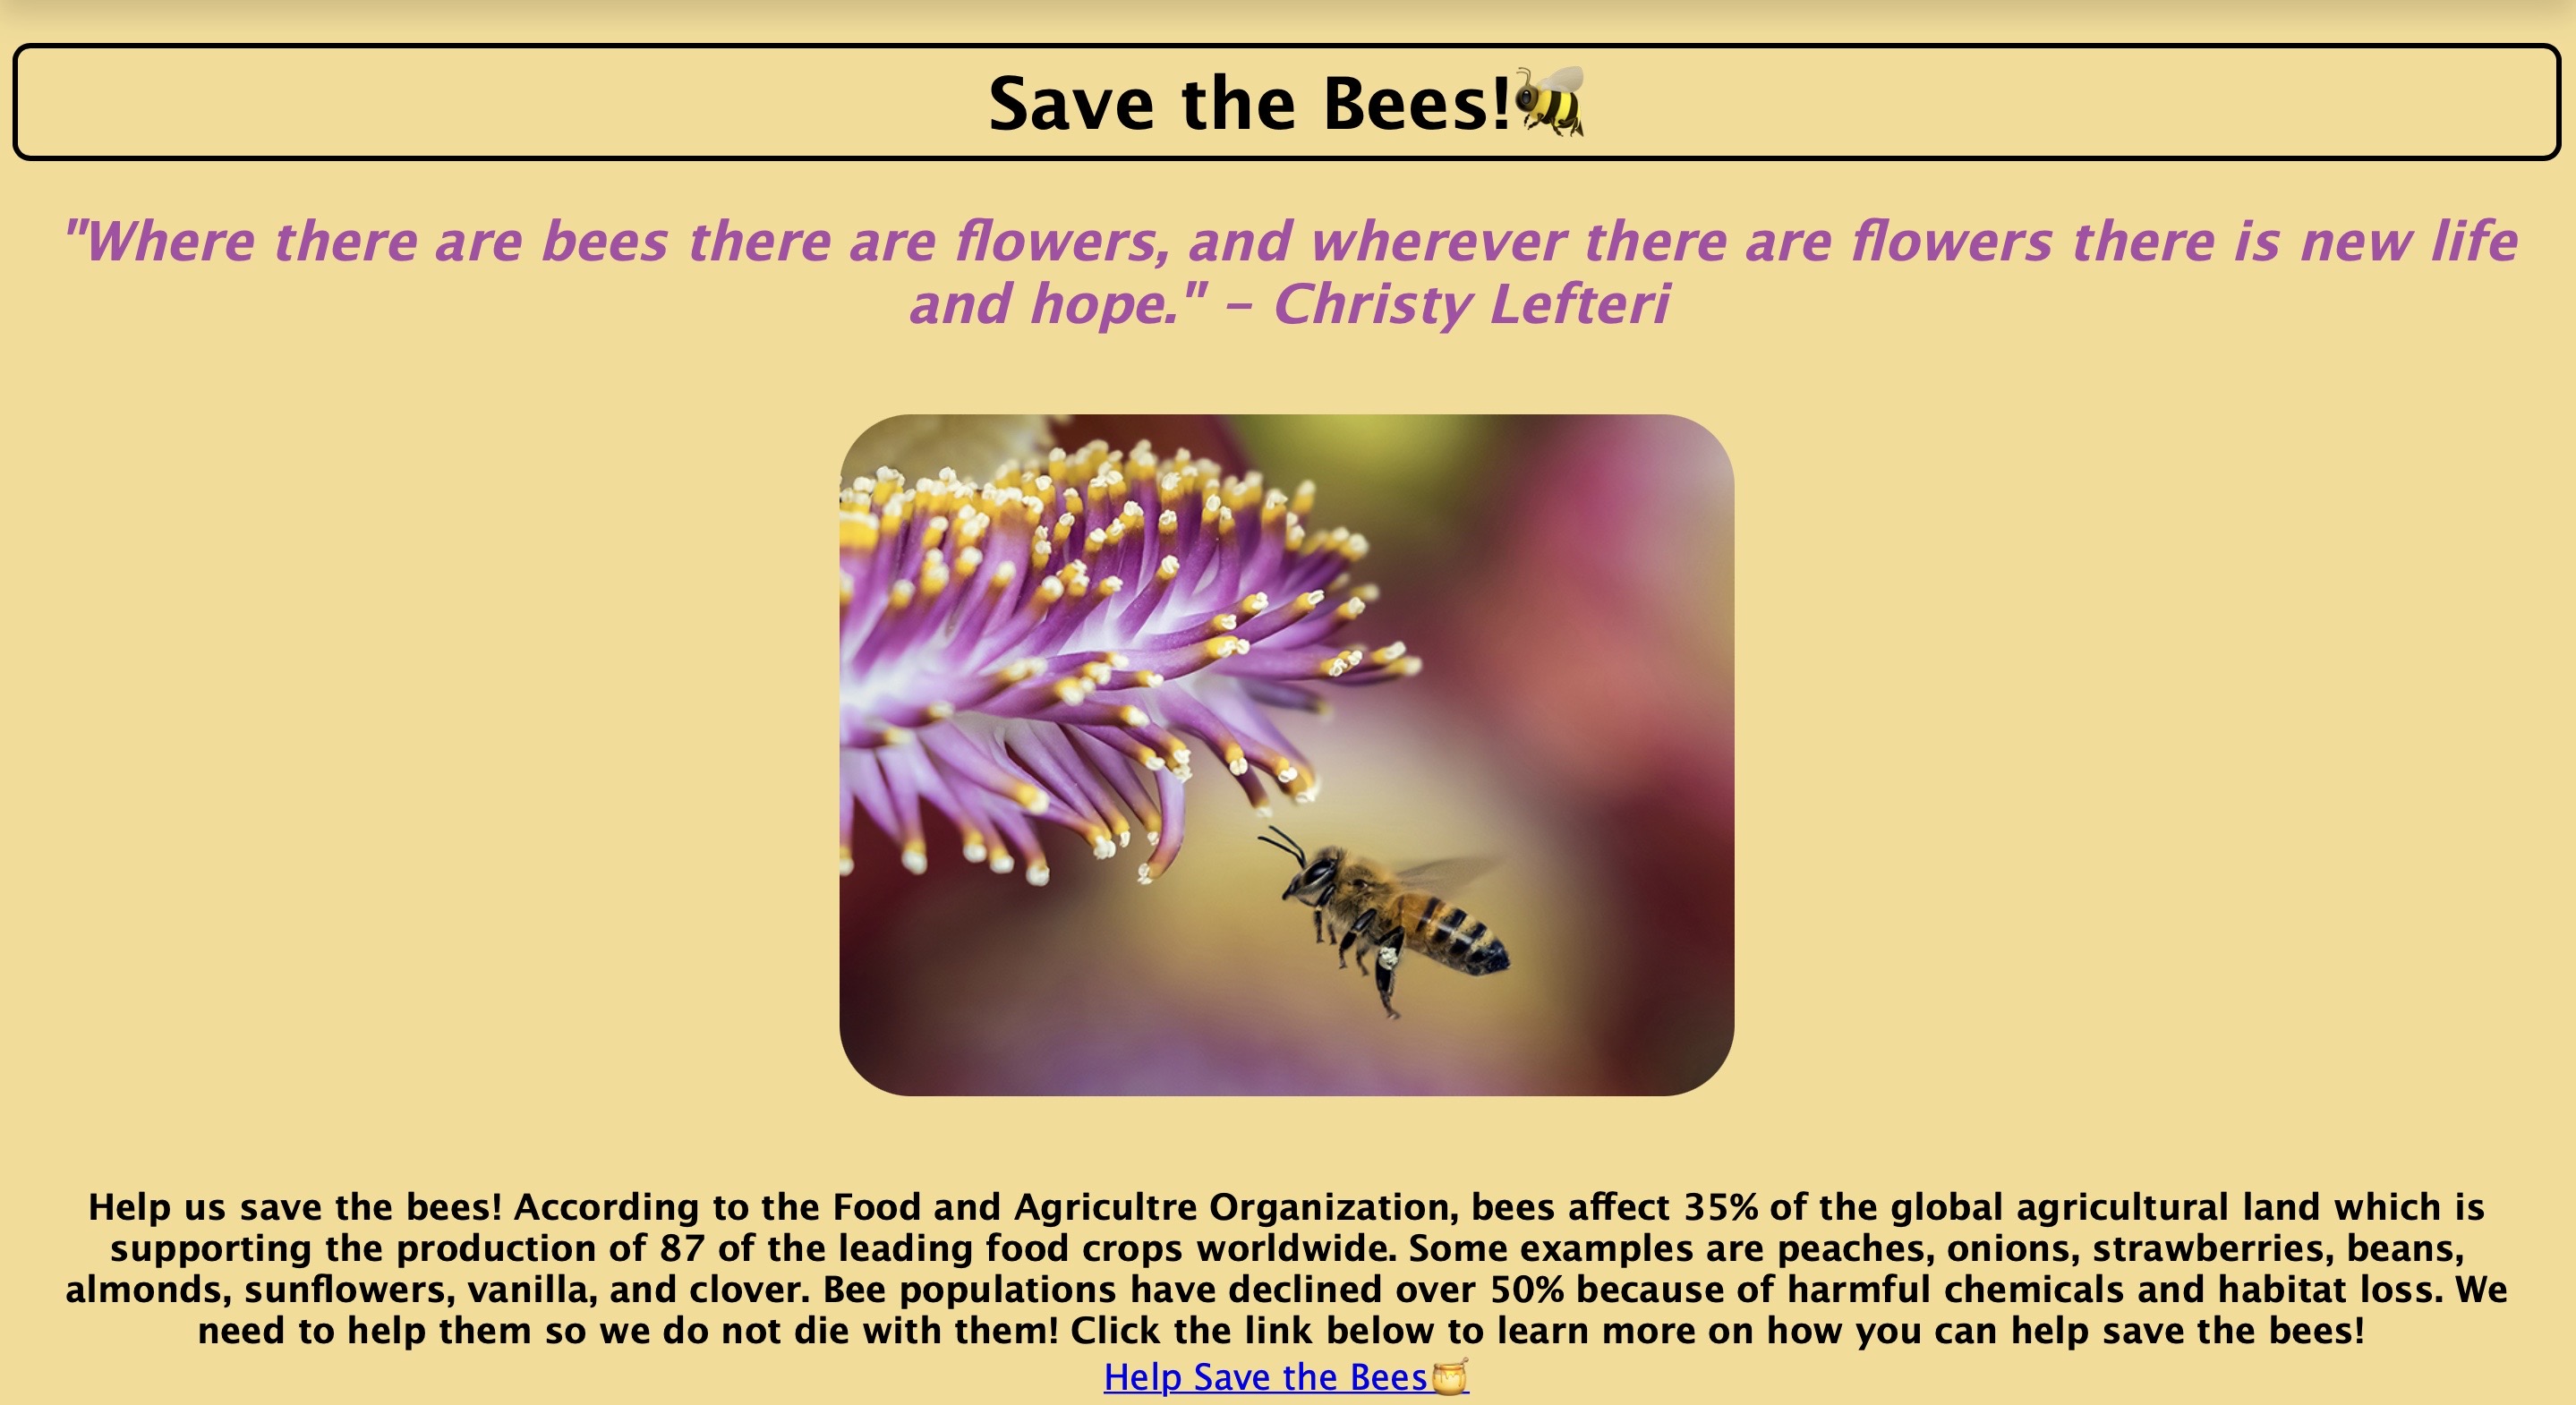 Save the Bees!🐝
"Where there are bees there are flowers, and wherever there are flowers there is new life
and hope." - Christy Lefteri
Help us save the bees! According to the Food and Agricultre Organization, bees affect 35% of the global agricultural land which is
supporting the production of 87 of the leading food crops worldwide. Some examples are peaches, onions, strawberries, beans,
almonds, sunflowers, vanilla, and clover. Bee populations have declined over 50% because of harmful chemicals and habitat loss. We
need to help them so we do not die with them! Click the link below to learn more on how you can help save the bees!
Help Save the Bees🍯